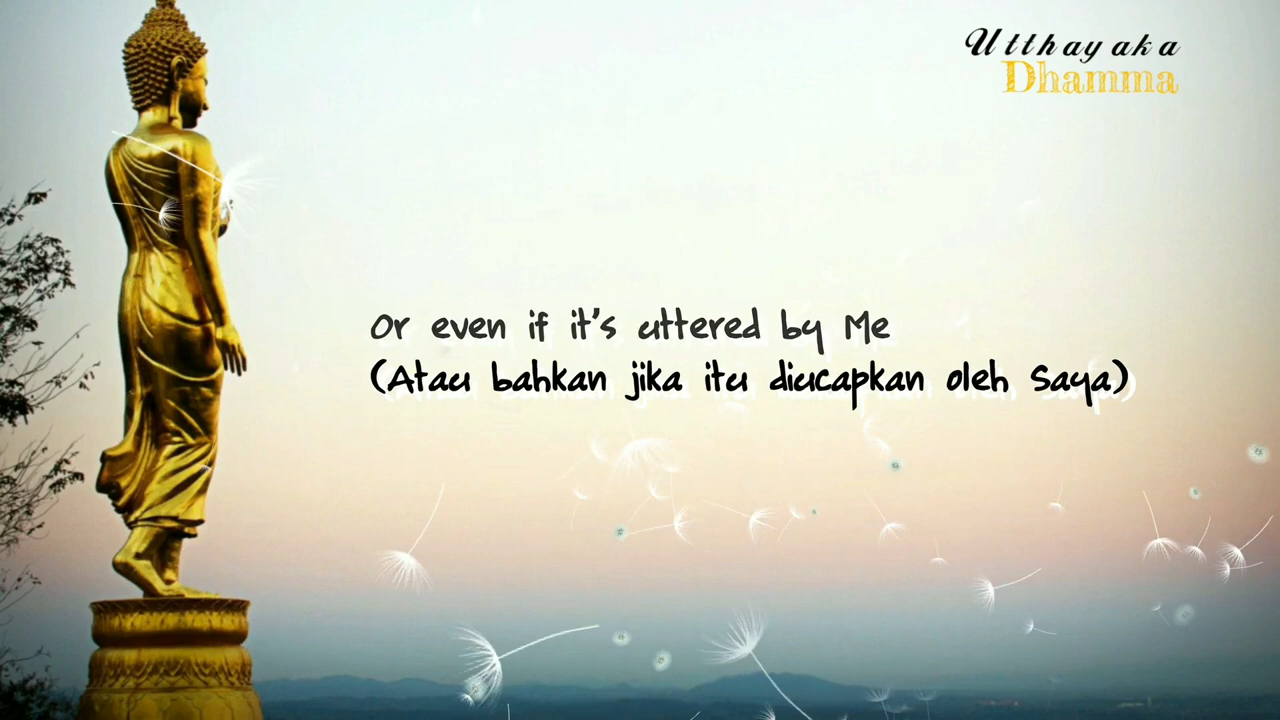 Utthayaka
Dhamma
Or even if it's uttered by Me
(Atau bahkan jika itu diucapkan oleh Saya)